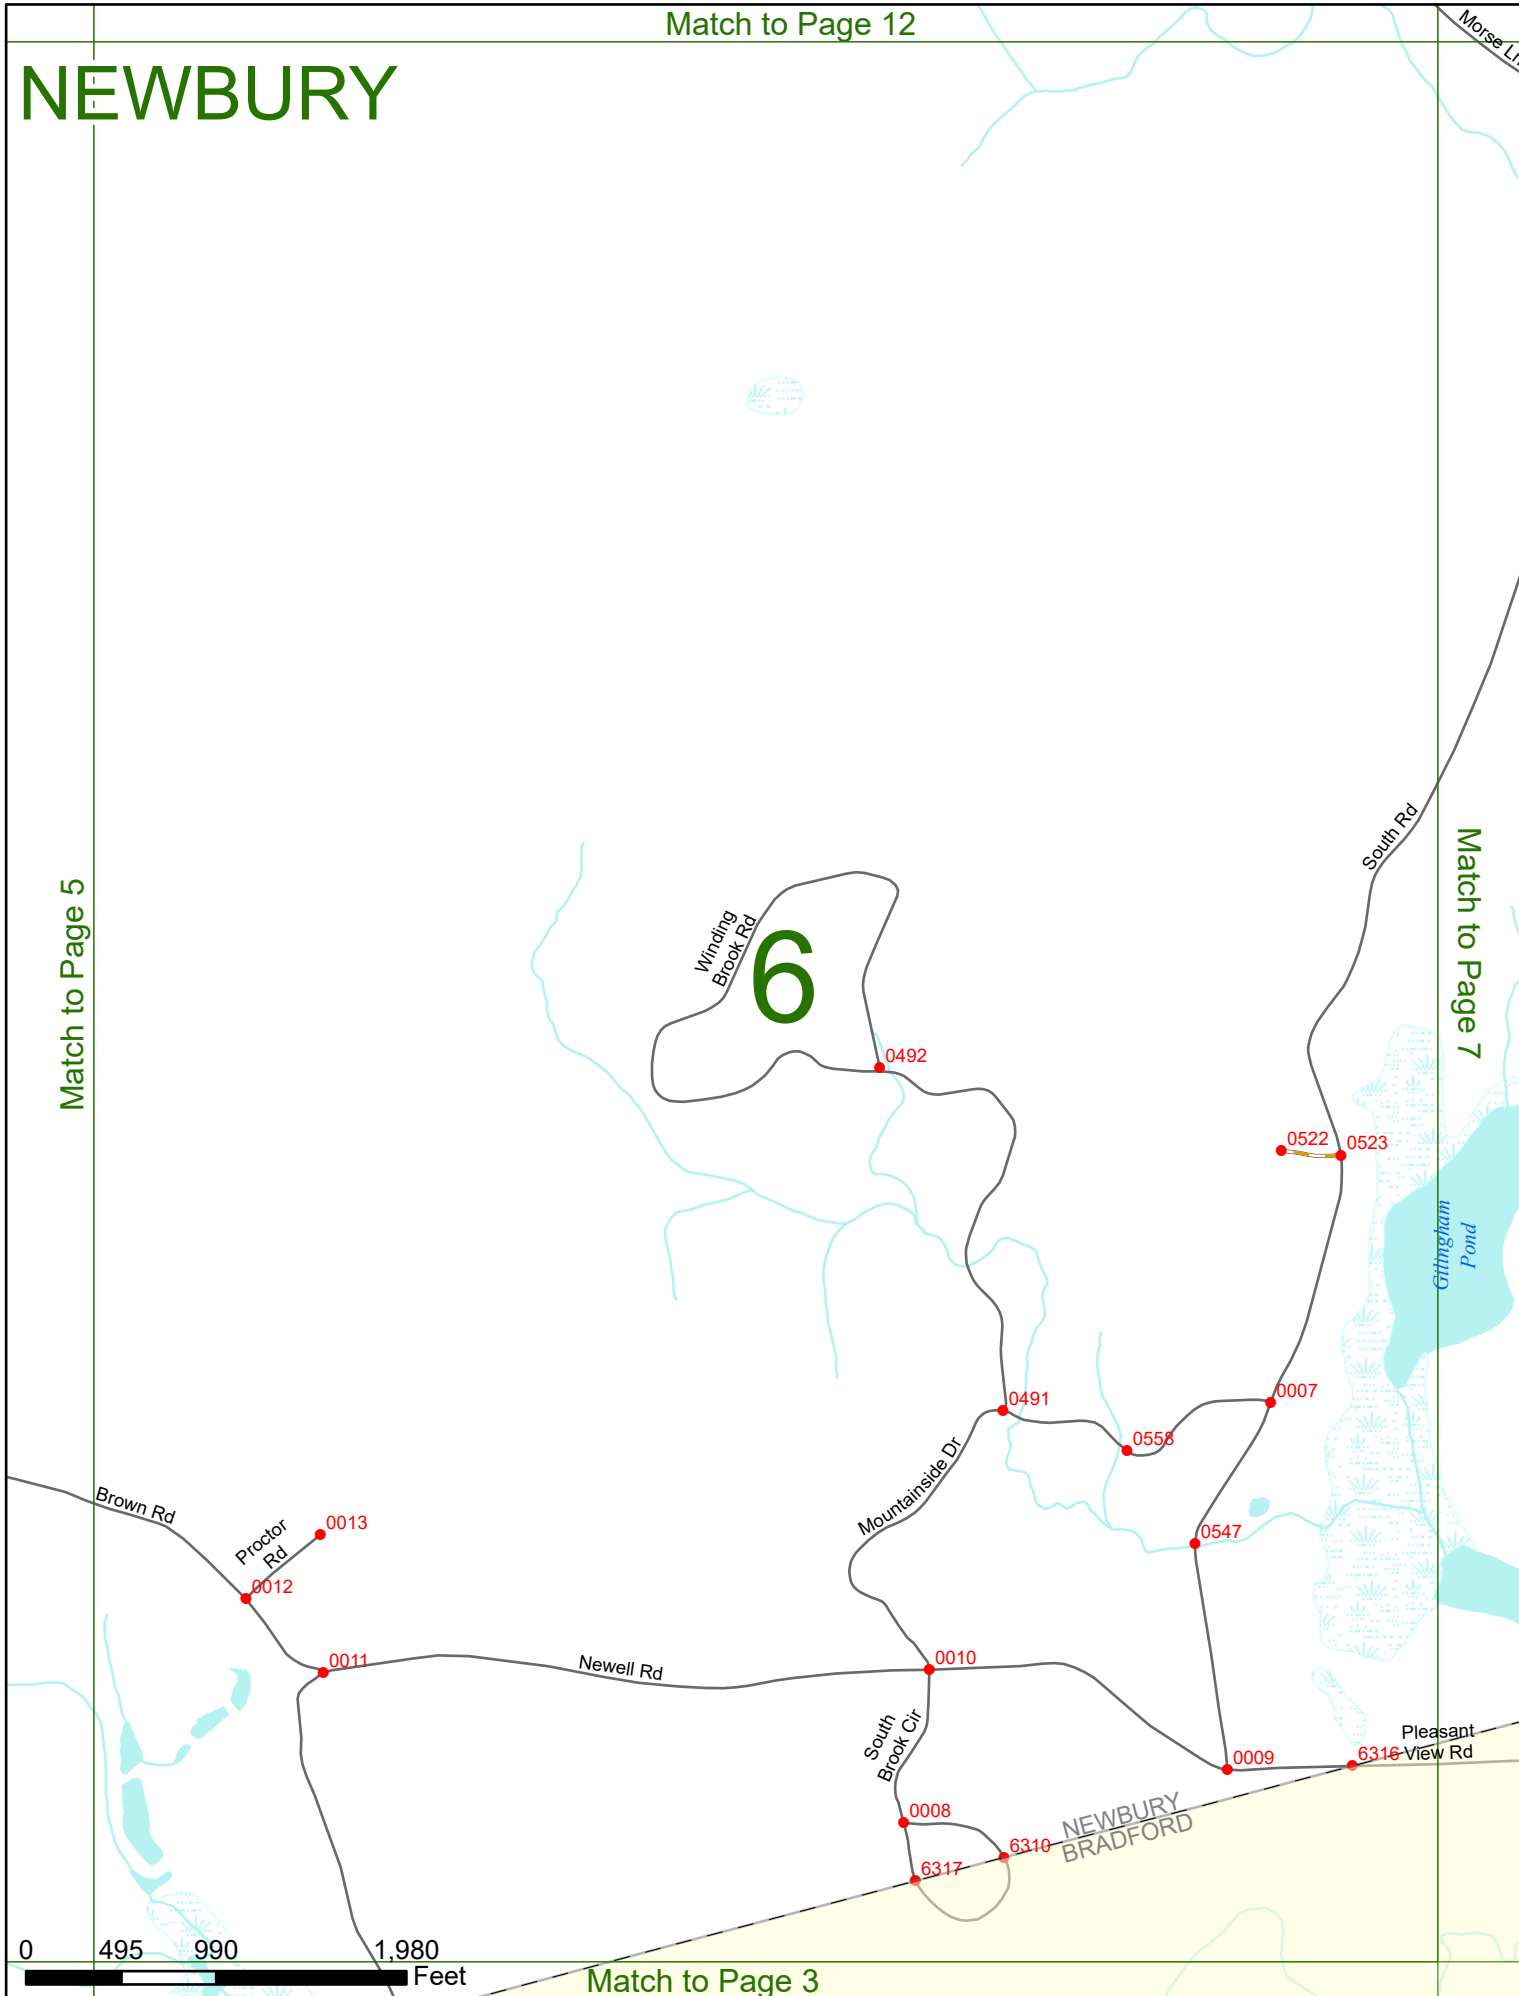 Match to Page 12
Morse Ln
NEWBURY
South Rd
Match to Page 5
Match to Page 7
Winding
Brook Rd
6
0492
0522
0523
Gillingham
Pond
0491
0007
0558
Mountainside Dr
Brown Rd
Proctor
Rd
0013
0547
0012
0011
Newell Rd
0010
South
Brook Cir
Pleasant
View Rd
0009
6316
0008
NEWBURY
BRADFORD
6310
6317
0 495 990 1,980
Feet
Match to Page 3